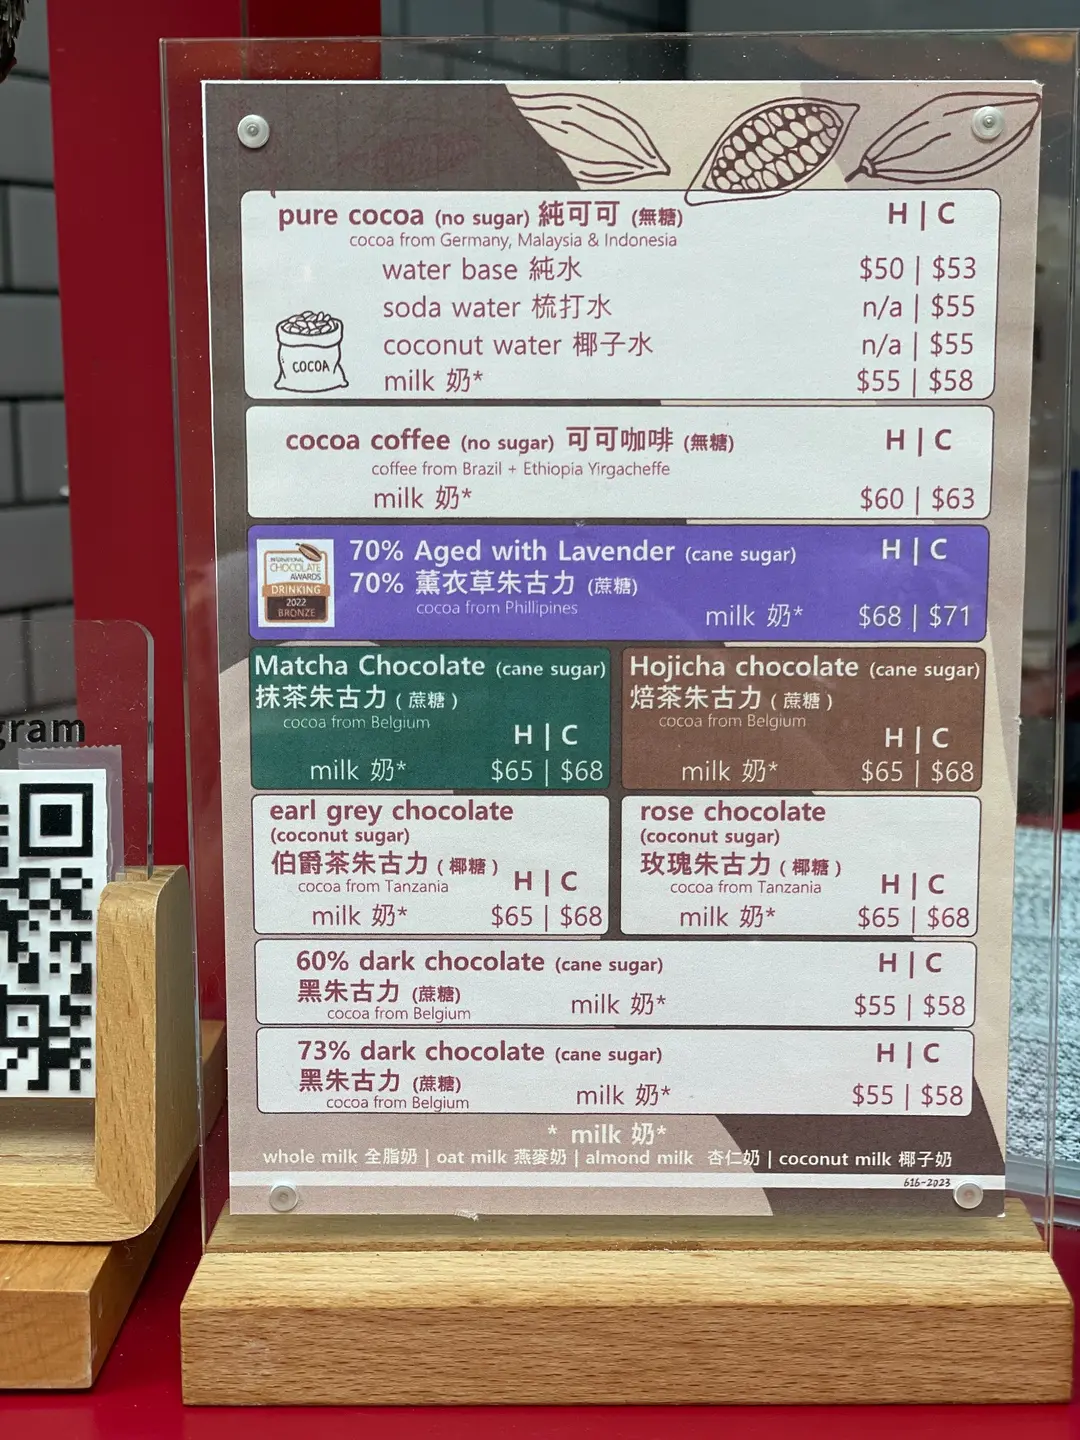 pure cocoa (no sugar) 純可可 (無糖) H | C
cocoa from Germany, Malaysia & Indonesia
water base 純水 $50 | $53
soda water 梳打水 n/a | $55
coconut water 椰子水 n/a | $55
milk 奶* $55 | $58
COCOA
cocoa coffee (no sugar) 可可咖啡 (無糖) H | C
coffee from Brazil + Ethiopia Yirgacheffe
milk 奶* $60 | $63
INTERNATIONAL
CHOCOLATE
AWARDS
DRINKING
2022
BRONZE
70% Aged with Lavender (cane sugar) H | C
70% 薰衣草朱古力 (蔗糖)
cocoa from Phillipines
milk 奶* $68 | $71
Matcha Chocolate (cane sugar)
抹茶朱古力 ( 蔗糖 )
cocoa from Belgium
H | C
milk 奶* $65 | $68
Hojicha chocolate (cane sugar)
焙茶朱古力 ( 蔗糖 )
cocoa from Belgium
H | C
milk 奶* $65 | $68
earl grey chocolate
(coconut sugar)
伯爵茶朱古力 ( 椰糖 )
cocoa from Tanzania H | C
milk 奶* $65 | $68
rose chocolate
(coconut sugar)
玫瑰朱古力 ( 椰糖 )
cocoa from Tanzania H | C
milk 奶* $65 | $68
60% dark chocolate (cane sugar) H | C
黑朱古力 (蔗糖)
milk 奶* $55 | $58
cocoa from Belgium
73% dark chocolate (cane sugar) H | C
黑朱古力 (蔗糖)
milk 奶* $55 | $58
cocoa from Belgium
* milk 奶*
whole milk 全脂奶 | oat milk 燕麥奶 | almond milk 杏仁奶 | coconut milk 椰子奶
616-2023
gram